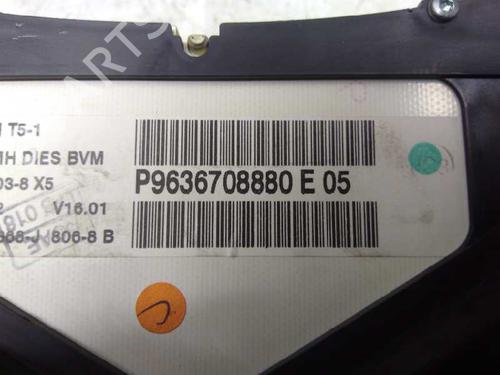 T5-1
MH DIES BVM
03-8 X5
V16.01
806-8 B
P9636708880 E 05